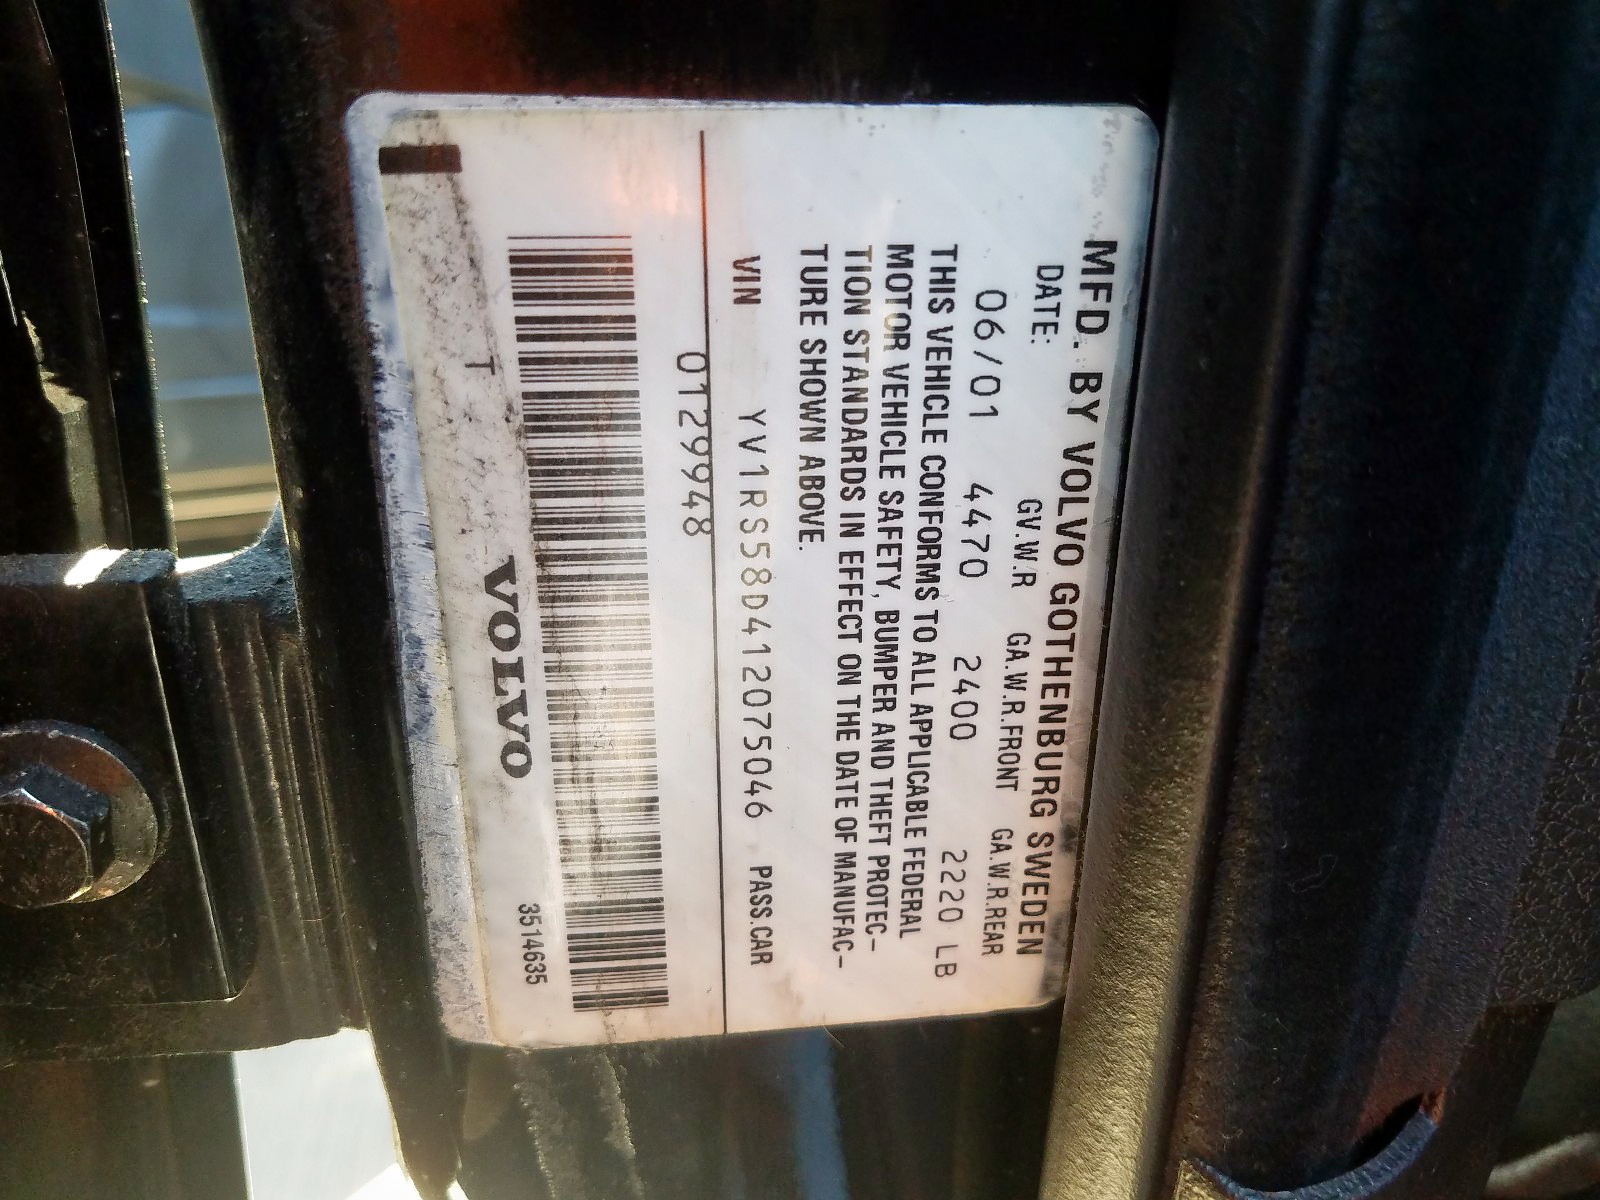 MFD. BY VOLVO GOTHENBURG SWEDEN
DATE: GV.W.R GA.W.R.FRONT GA.W.R.REAR
06/01 4470 2400 2220 LB
THIS VEHICLE CONFORMS TO ALL APPLICABLE FEDERAL
MOTOR VEHICLE SAFETY, BUMPER AND THEFT PROTEC-
TION STANDARDS IN EFFECT ON THE DATE OF MANUFAC-
TURE SHOWN ABOVE.
VIN YV1RS58D412075046 PASS.CAR
01299948
T VOLVO 3514635